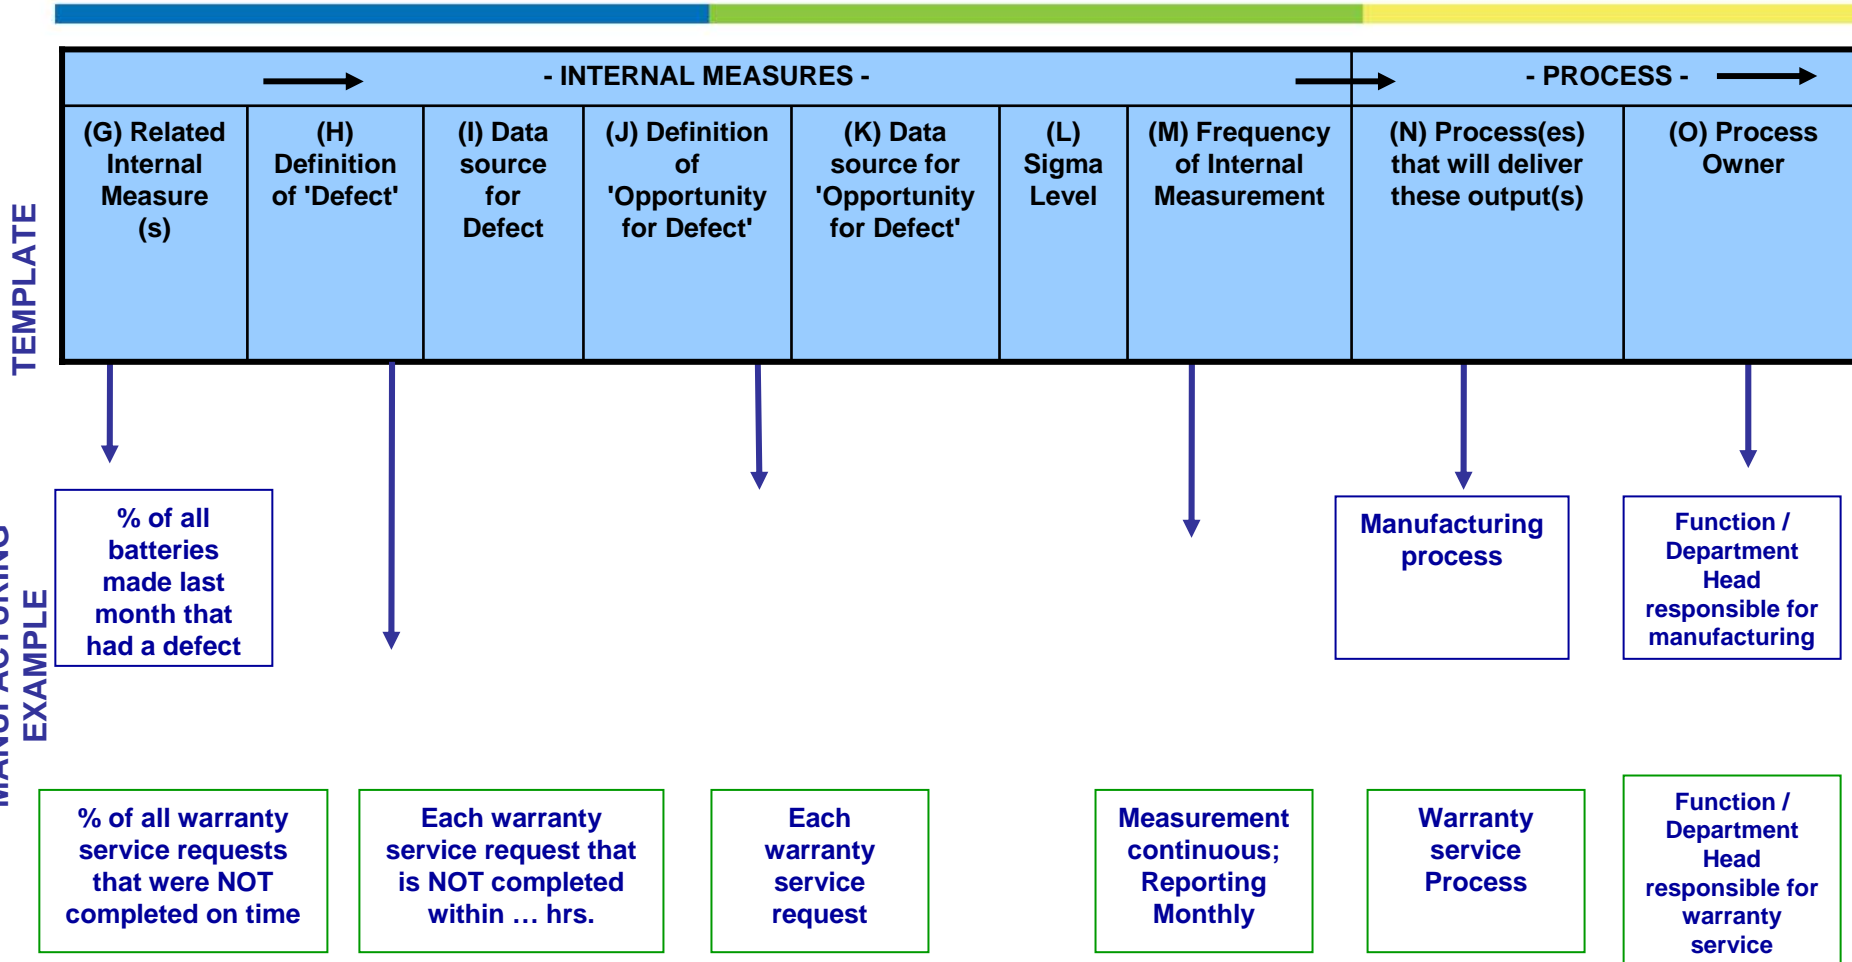 - INTERNAL MEASURES -
- PROCESS -
(G) Related
Internal
Measure
(s)
(H)
Definition
of 'Defect'
(I) Data
source
for
Defect
(J) Definition
of
'Opportunity
for Defect'
(K) Data
source for
'Opportunity
for Defect'
(L)
Sigma
Level
(M) Frequency
of Internal
Measurement
(N) Process(es)
that will deliver
these output(s)
(O) Process
Owner
TEMPLATE
MANUFACTURING
EXAMPLE
% of all
batteries
made last
month that
had a defect
Manufacturing
process
Function /
Department
Head
responsible for
manufacturing
% of all warranty
service requests
that were NOT
completed on time
Each warranty
service request that
is NOT completed
within … hrs.
Each
warranty
service
request
Measurement
continuous;
Reporting
Monthly
Warranty
service
Process
Function /
Department
Head
responsible for
warranty
service